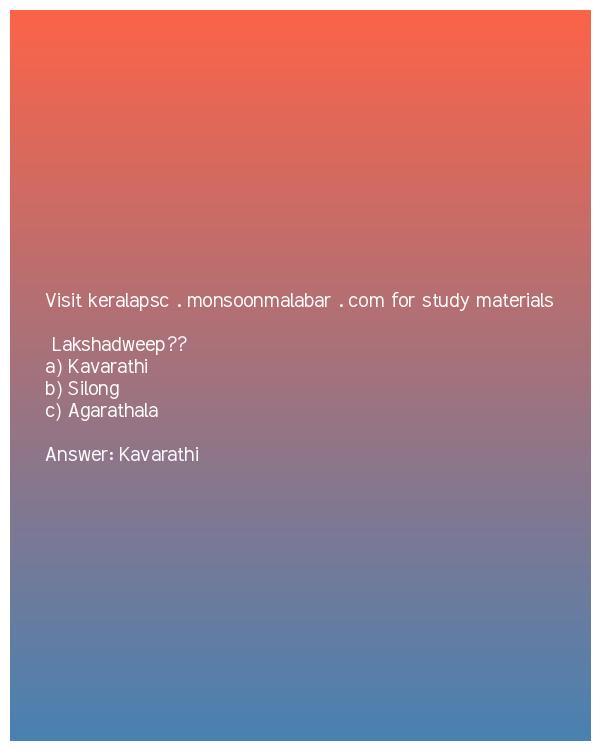 Visit keralapsc . monsoonmalabar . com for study materials
Lakshadweep??
a) Kavarathi
b) Silong
c) Agarathala
Answer: Kavarathi